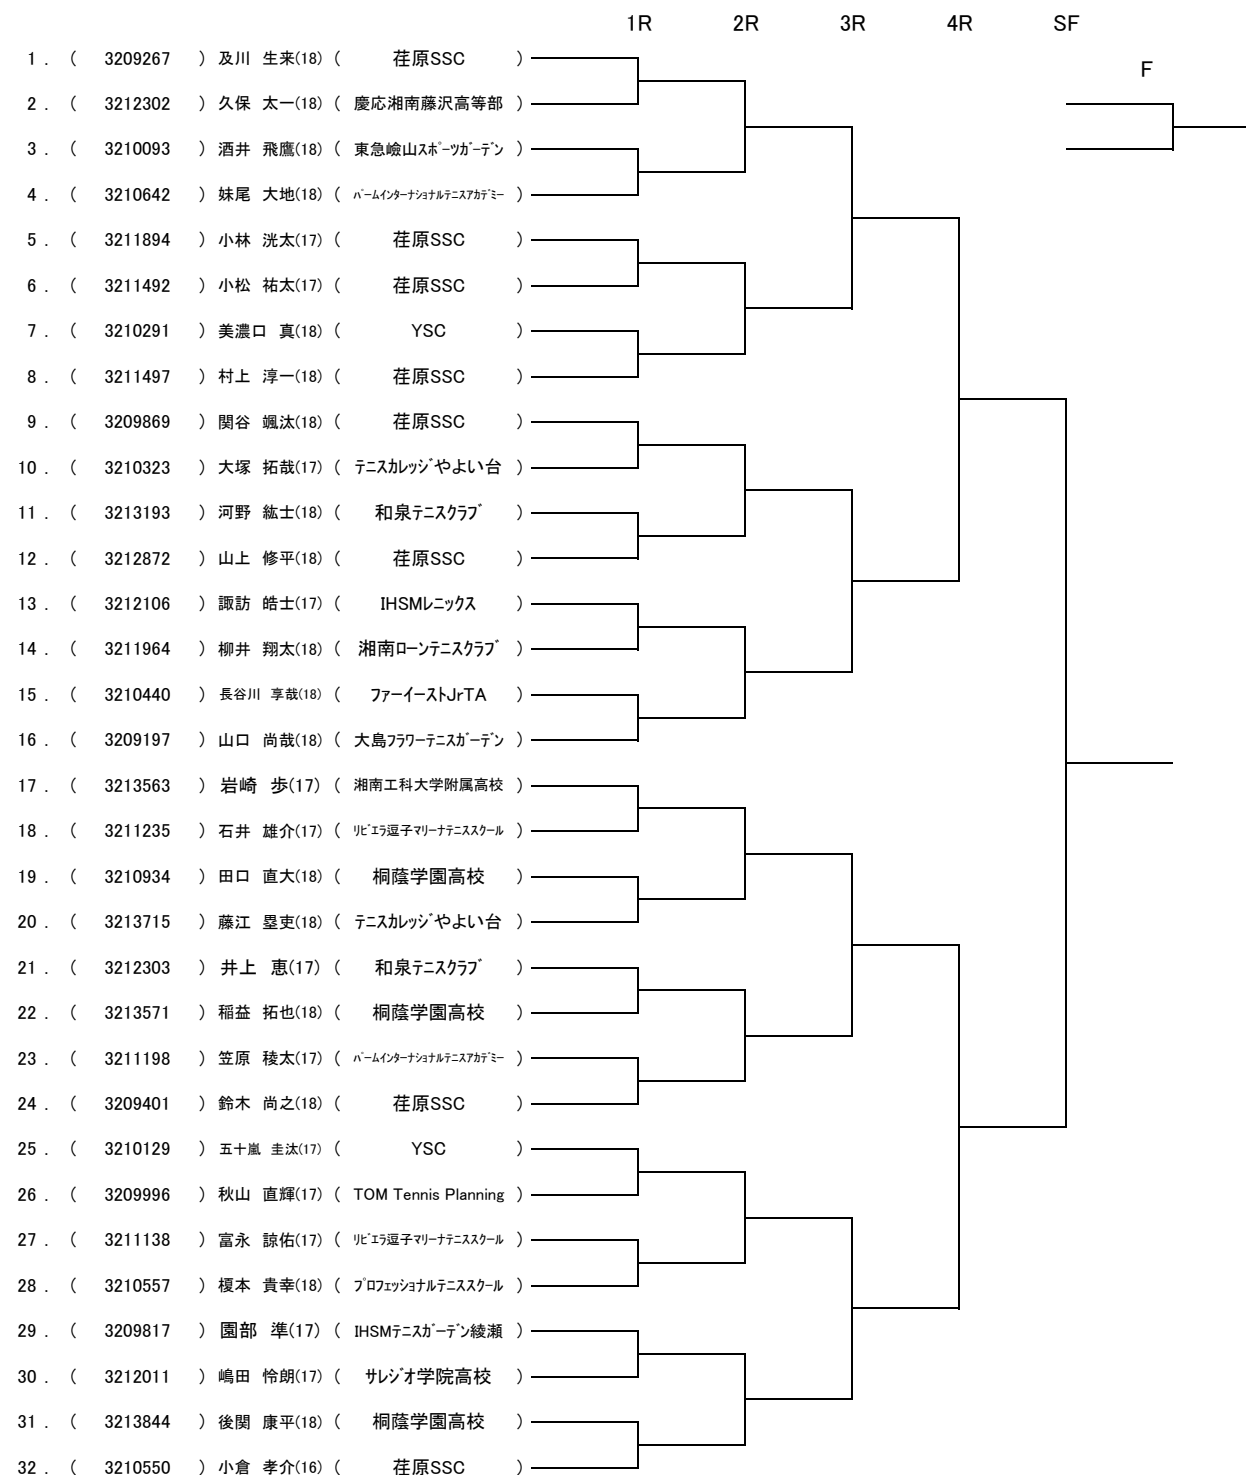 1R 2R 3R 4R SF
F
1 . ( 3209267 ) 及川 生来(18) ( 荏原SSC )
2 . ( 3212302 ) 久保 太一(18) ( 慶応湘南藤沢高等部 )
3 . ( 3210093 ) 酒井 飛鷹(18) ( 東急嶮山ｽﾎﾟｰﾂｶﾞｰﾃﾞﾝ )
4 . ( 3210642 ) 妹尾 大地(18) ( ﾊﾟｰﾑｲﾝﾀｰﾅｼｮﾅﾙﾃﾆｽｱｶﾃﾞﾐｰ )
5 . ( 3211894 ) 小林 洸太(17) ( 荏原SSC )
6 . ( 3211492 ) 小松 祐太(17) ( 荏原SSC )
7 . ( 3210291 ) 美濃口 真(18) ( YSC )
8 . ( 3211497 ) 村上 淳一(18) ( 荏原SSC )
9 . ( 3209869 ) 関谷 颯汰(18) ( 荏原SSC )
10 . ( 3210323 ) 大塚 拓哉(17) ( ﾃﾆｽｶﾚｯｼﾞやよい台 )
11 . ( 3213193 ) 河野 紘士(18) ( 和泉ﾃﾆｽｸﾗﾌﾞ )
12 . ( 3212872 ) 山上 修平(18) ( 荏原SSC )
13 . ( 3212106 ) 諏訪 皓士(17) ( IHSMﾚﾆｯｸｽ )
14 . ( 3211964 ) 柳井 翔太(18) ( 湘南ﾛｰﾝﾃﾆｽｸﾗﾌﾞ )
15 . ( 3210440 ) 長谷川 享哉(18) ( ﾌｧｰｲｰｽﾄJrTA )
16 . ( 3209197 ) 山口 尚哉(18) ( 大島ﾌﾗﾜｰﾃﾆｽｶﾞｰﾃﾞﾝ )
17 . ( 3213563 ) 岩崎 歩(17) ( 湘南工科大学附属高校 )
18 . ( 3211235 ) 石井 雄介(17) ( ﾘﾋﾞｴﾗ逗子ﾏﾘｰﾅﾃﾆｽｽｸｰﾙ )
19 . ( 3210934 ) 田口 直大(18) ( 桐蔭学園高校 )
20 . ( 3213715 ) 藤江 塁吏(18) ( ﾃﾆｽｶﾚｯｼﾞやよい台 )
21 . ( 3212303 ) 井上 恵(17) ( 和泉ﾃﾆｽｸﾗﾌﾞ )
22 . ( 3213571 ) 稲益 拓也(18) ( 桐蔭学園高校 )
23 . ( 3211198 ) 笠原 稜太(17) ( ﾊﾟｰﾑｲﾝﾀｰﾅｼｮﾅﾙﾃﾆｽｱｶﾃﾞﾐｰ )
24 . ( 3209401 ) 鈴木 尚之(18) ( 荏原SSC )
25 . ( 3210129 ) 五十嵐 圭汰(17) ( YSC )
26 . ( 3209996 ) 秋山 直輝(17) ( TOM Tennis Planning )
27 . ( 3211138 ) 富永 諒佑(17) ( ﾘﾋﾞｴﾗ逗子ﾏﾘｰﾅﾃﾆｽｽｸｰﾙ )
28 . ( 3210557 ) 榎本 貴幸(18) ( ﾌﾟﾛﾌｪｯｼｮﾅﾙﾃﾆｽｽｸｰﾙ )
29 . ( 3209817 ) 園部 準(17) ( IHSMﾃﾆｽｶﾞｰﾃﾞﾝ綾瀬 )
30 . ( 3212011 ) 嶋田 怜朗(17) ( ｻﾚｼﾞｵ学院高校 )
31 . ( 3213844 ) 後関 康平(18) ( 桐蔭学園高校 )
32 . ( 3210550 ) 小倉 孝介(16) ( 荏原SSC )